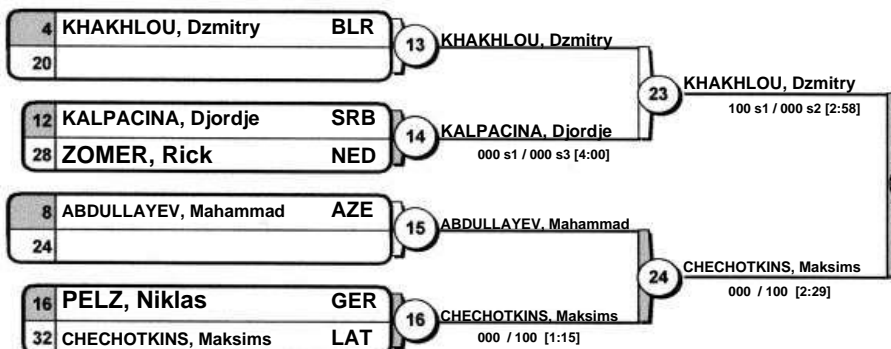 4 KHAKHLOU, Dzmitry BLR
20
13 KHAKHLOU, Dzmitry
12 KALPACINA, Djordje SRB
28 ZOMER, Rick NED
14 KALPACINA, Djordje
000 s1 / 000 s3 [4:00]
23 KHAKHLOU, Dzmitry
100 s1 / 000 s2 [2:58]
8 ABDULLAYEV, Mahammad AZE
24
15 ABDULLAYEV, Mahammad
16 PELZ, Niklas GER
32 CHECHOTKINS, Maksims LAT
16 CHECHOTKINS, Maksims
000 / 100 [1:15]
24 CHECHOTKINS, Maksims
000 / 100 [2:29]